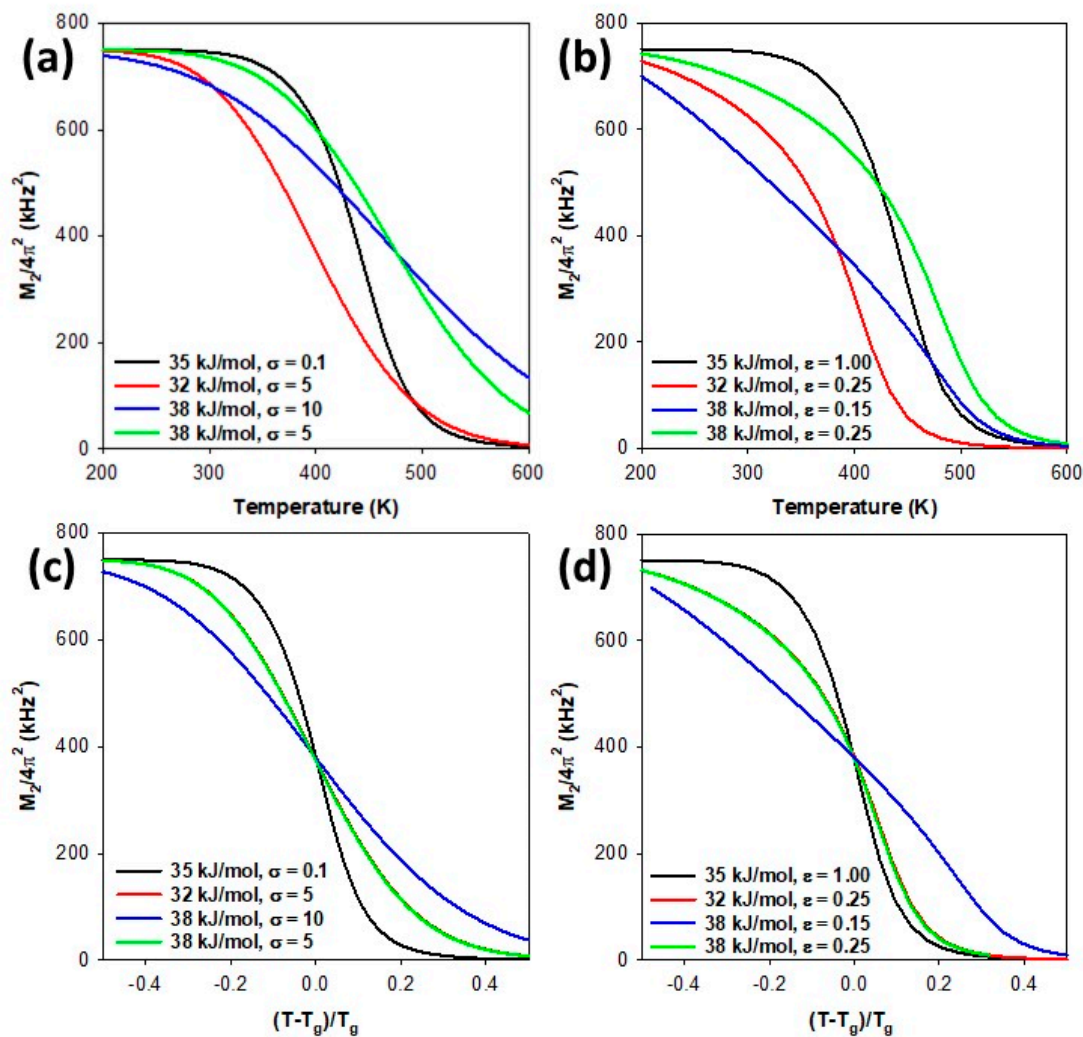 (a)
800
600
400
200
0
M₂/4π² (kHz²)
35 kJ/mol, σ = 0.1
32 kJ/mol, σ = 5
38 kJ/mol, σ = 10
38 kJ/mol, σ = 5
200 300 400 500 600
Temperature (K)
(b)
800
600
400
200
0
M₂/4π² (kHz²)
35 kJ/mol, ε = 1.00
32 kJ/mol, ε = 0.25
38 kJ/mol, ε = 0.15
38 kJ/mol, ε = 0.25
200 300 400 500 600
Temperature (K)
(c)
800
600
400
200
0
M₂/4π² (kHz²)
35 kJ/mol, σ = 0.1
32 kJ/mol, σ = 5
38 kJ/mol, σ = 10
38 kJ/mol, σ = 5
-0.4 -0.2 0.0 0.2 0.4
(T-Tg)/Tg
(d)
800
600
400
200
0
M₂/4π² (kHz²)
35 kJ/mol, ε = 1.00
32 kJ/mol, ε = 0.25
38 kJ/mol, ε = 0.15
38 kJ/mol, ε = 0.25
-0.4 -0.2 0.0 0.2 0.4
(T-Tg)/Tg